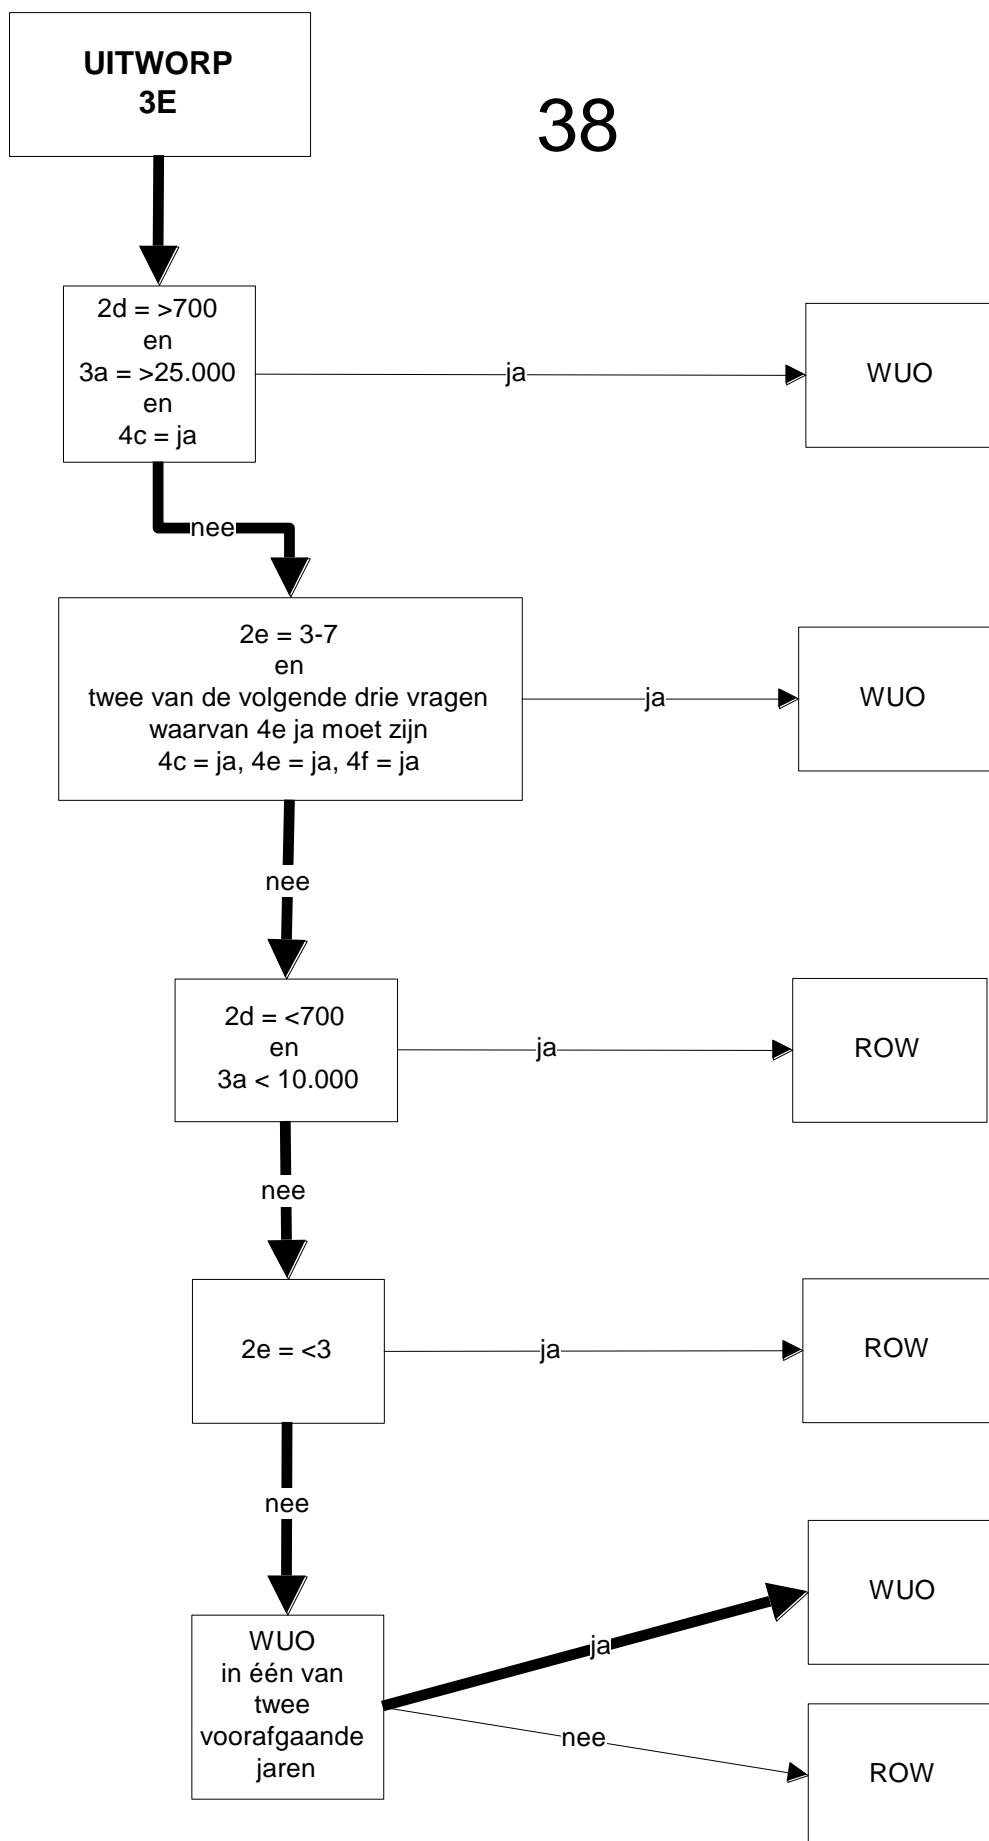 UITWORP
3E
38
2d = >700
en
3a = >25.000
en
4c = ja
ja
WUO
nee
2e = 3-7
en
twee van de volgende drie vragen
waarvan 4e ja moet zijn
4c = ja, 4e = ja, 4f = ja
ja
WUO
nee
2d = <700
en
3a < 10.000
ja
ROW
nee
2e = <3
ja
ROW
nee
WUO
in één van
twee
voorafgaande
jaren
ja
WUO
nee
ROW